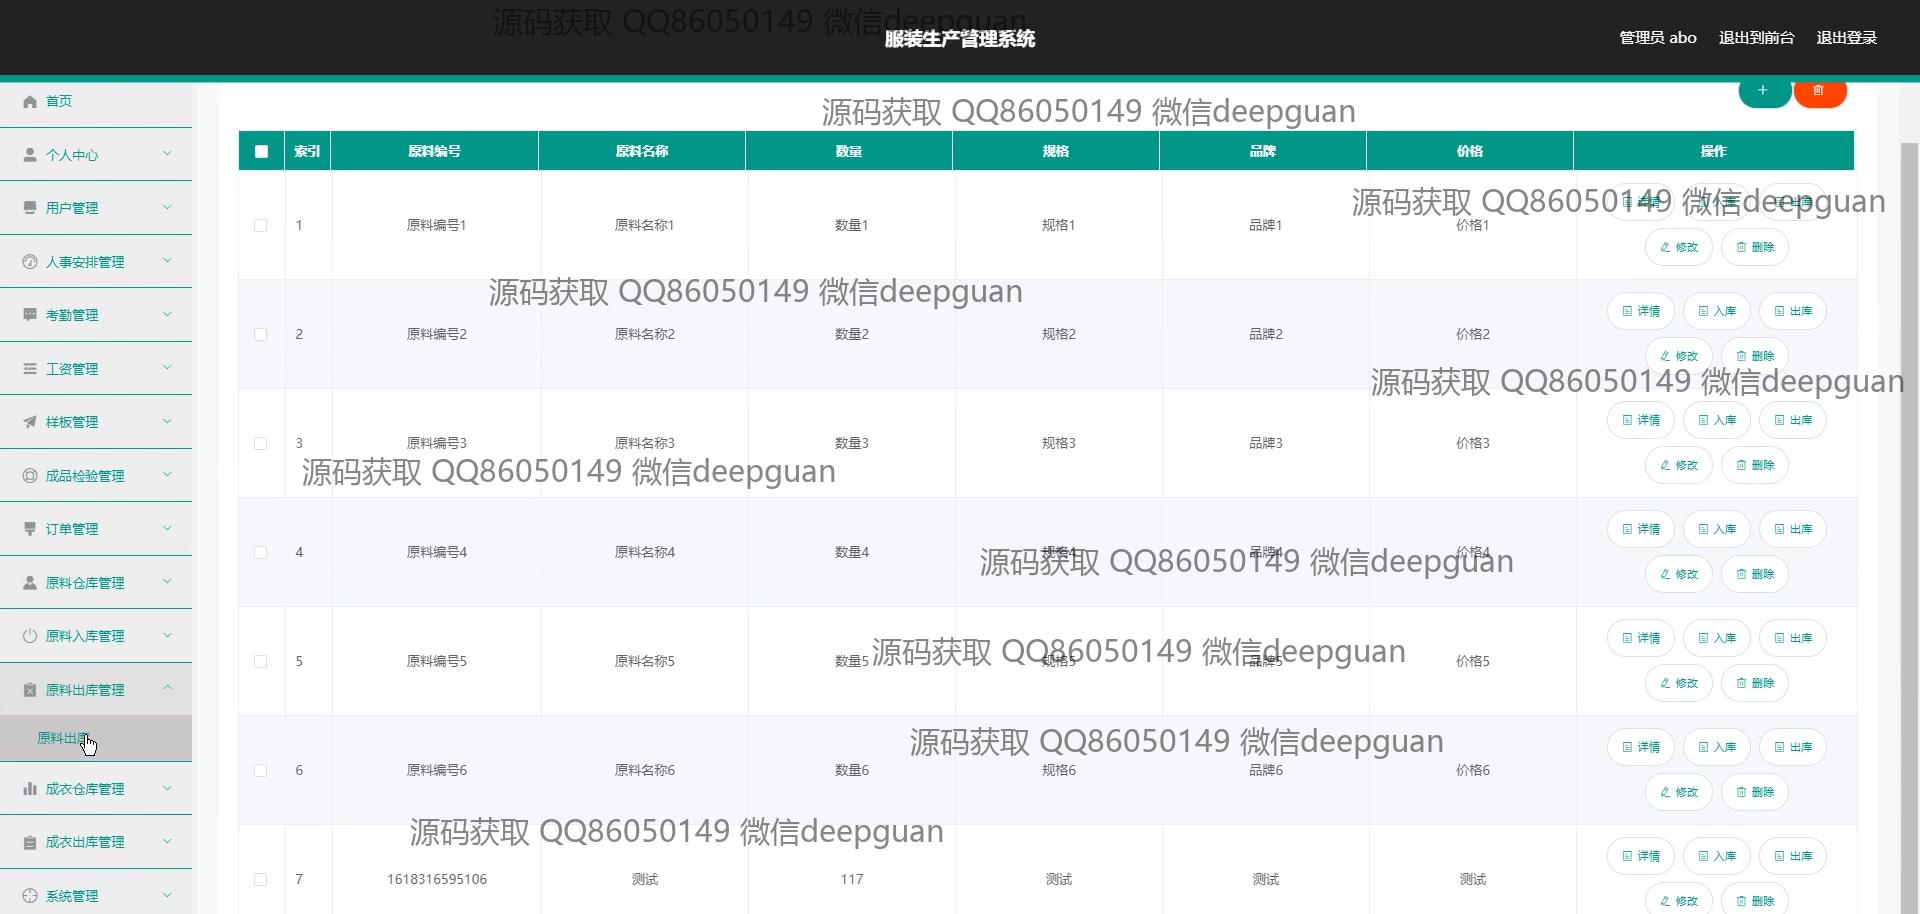 源码获取 QQ86050149 微信deepguan
服装生产管理系统
管理员 abo 退出到前台 退出登录
首页
个人中心
用户管理
人事安排管理
考勤管理
工资管理
样板管理
成品检验管理
订单管理
原料仓库管理
原料入库管理
原料出库管理
原料出库
成衣仓库管理
成衣出库管理
系统管理
源码获取 QQ86050149 微信deepguan
索引 原料编号 原料名称 数量 规格 品牌 价格 操作
源码获取 QQ86050149 微信deepguan
1 原料编号1 原料名称1 数量1 规格1 品牌1 价格1 详情 入库 出库
修改 删除
源码获取 QQ86050149 微信deepguan
2 原料编号2 原料名称2 数量2 规格2 品牌2 价格2 详情 入库 出库
修改 删除
源码获取 QQ86050149 微信deepguan
3 原料编号3 原料名称3 数量3 规格3 品牌3 价格3 详情 入库 出库
修改 删除
源码获取 QQ86050149 微信deepguan
4 原料编号4 原料名称4 数量4 规格4 品牌4 价格4 详情 入库 出库
修改 删除
源码获取 QQ86050149 微信deepguan
5 原料编号5 原料名称5 数量5 规格5 品牌5 价格5 详情 入库 出库
修改 删除
源码获取 QQ86050149 微信deepguan
6 原料编号6 原料名称6 数量6 规格6 品牌6 价格6 详情 入库 出库
修改 删除
源码获取 QQ86050149 微信deepguan
源码获取 QQ86050149 微信deepguan
7 1618316595106 测试 117 测试 测试 测试 详情 入库 出库
修改 删除